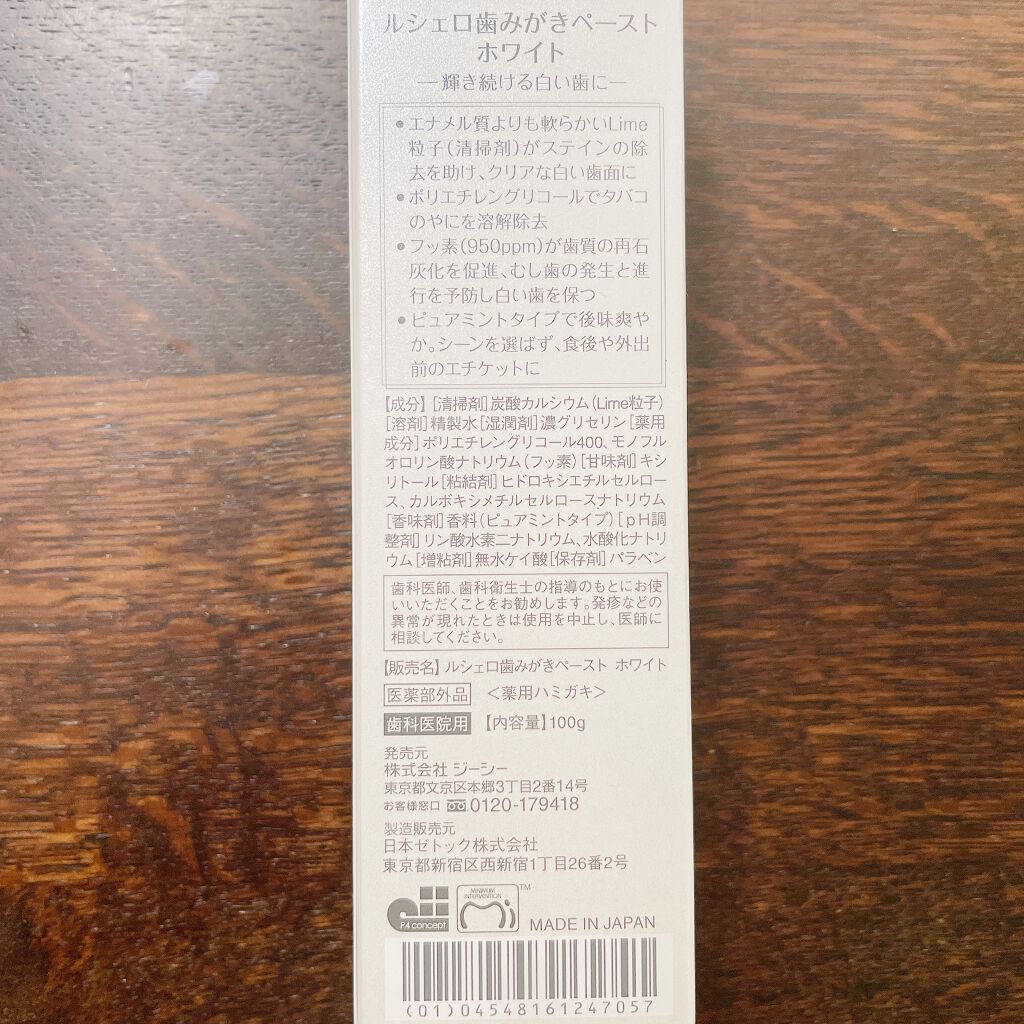 ルシェロ歯みがきペースト
ホワイト
―輝き続ける白い歯に―
●エナメル質よりも軟らかいLime
粒子(清掃剤)がステインの除
去を助け、クリアな白い歯面に
●ポリエチレングリコールでタバコ
のやにを溶解除去
●フッ素(950ppm)が歯質の再石
灰化を促進、むし歯の発生と進
行を予防し白い歯を保つ
●ピュアミントタイプで後味爽や
か。シーンを選ばず、食後や外出
前のエチケットに
【成分】[清掃剤]炭酸カルシウム(Lime粒子)
[溶剤]精製水[湿潤剤]濃グリセリン[薬用
成分]ポリエチレングリコール400、モノフル
オロリン酸ナトリウム(フッ素)[甘味剤]キシ
リトール[粘結剤]ヒドロキシエチルセルロー
ス、カルボキシメチルセルロースナトリウム
[香味剤]香料(ピュアミントタイプ)[pH調
整剤]リン酸水素二ナトリウム、水酸化ナトリ
ウム[増粘剤]無水ケイ酸[保存剤]パラベン
歯科医師、歯科衛生士の指導のもとにお使
いいただくことをお勧めします。発疹などの
異常が現れたときは使用を中止し、医師に
相談してください。
【販売名】ルシェロ歯みがきペースト ホワイト
医薬部外品 <薬用ハミガキ>
歯科医院用 【内容量】100g
発売元
株式会社 ジーシー
東京都文京区本郷3丁目2番14号
お客様窓口 0120-179418
製造販売元
日本ゼトック株式会社
東京都新宿区西新宿1丁目26番2号
P4 concept MINIMUM INTERVENTION Mi TM MADE IN JAPAN
(01)04548161247057